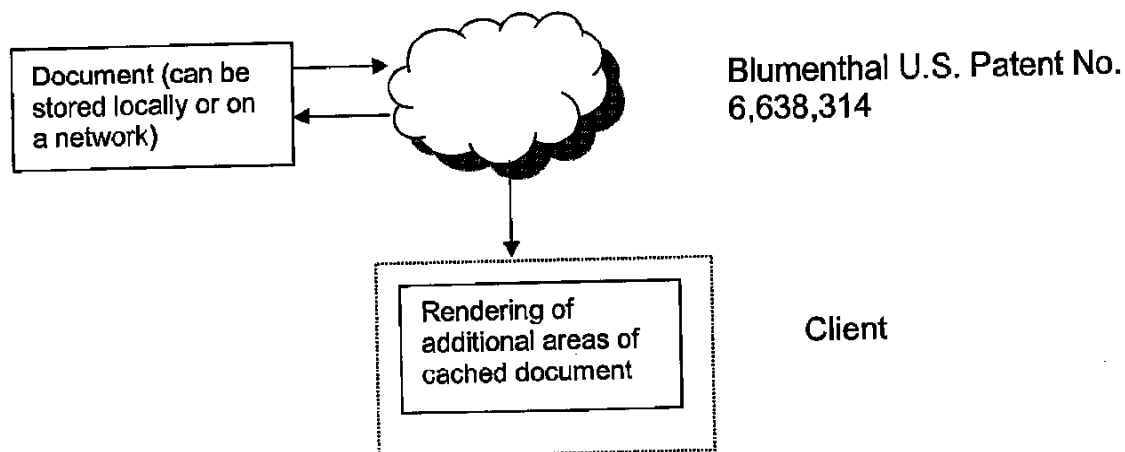 Document (can be
stored locally or on
a network)
Blumenthal U.S. Patent No.
6,638,314
Rendering of
additional areas of
cached document
Client